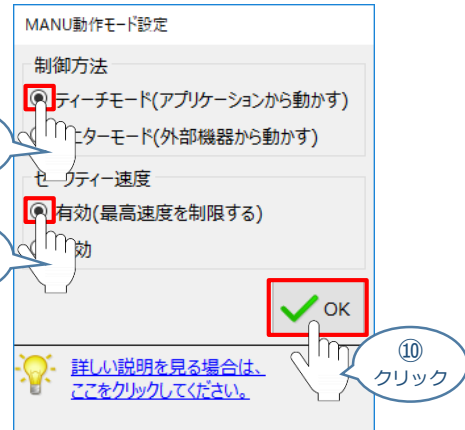 MANU動作モード設定
制御方法
ティーチモード(アプリケーションから動かす)
ニターモード(外部機器から動かす)
セーフティー速度
有効(最高速度を制限する)
効
OK
詳しい説明を見る場合は、
ここをクリックしてください。
⑩
クリック